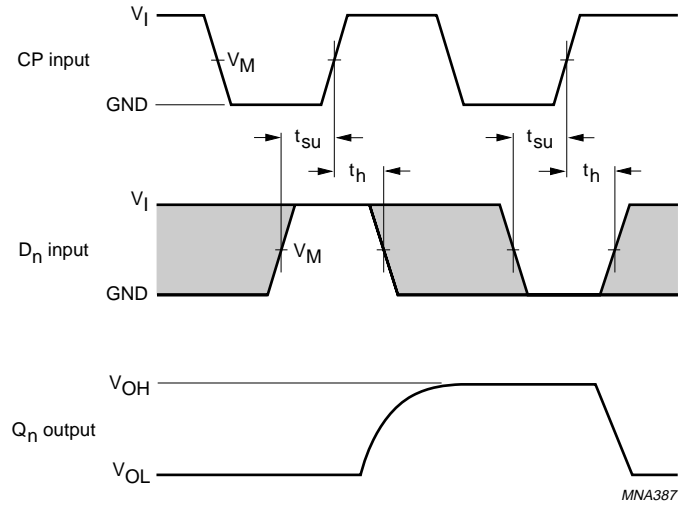 V_I
CP input
V_M
GND
t_su
t_su
t_h
t_h
V_I
D_n input
V_M
GND
V_OH
Q_n output
V_OL
MNA387